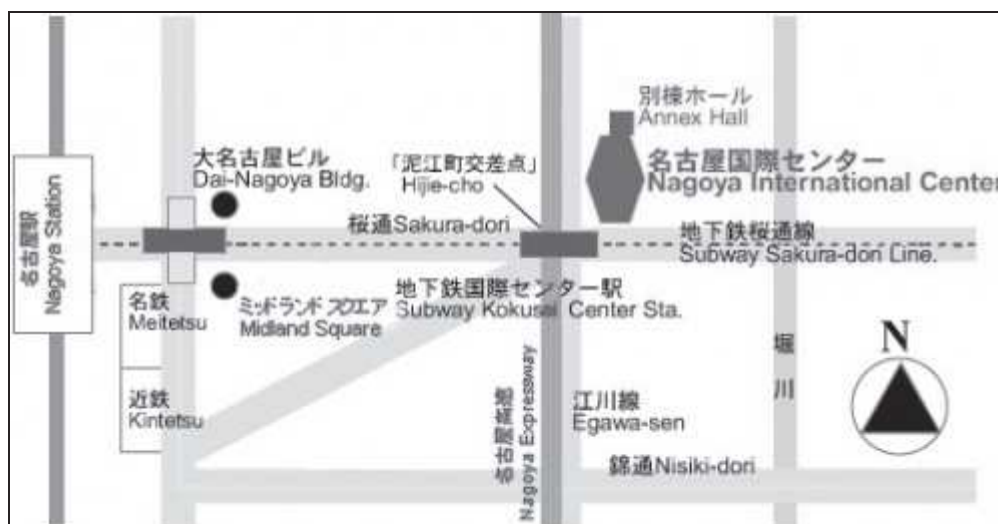 別棟ホール
Annex Hall
名古屋国際センター
Nagoya International Center
大名古屋ビル
Dai-Nagoya Bldg.
「泥江町交差点」
Hijie-cho
桜通Sakura-dori
地下鉄桜通線
Subway Sakura-don Line.
名古屋駅
Nagoya Station
名鉄
Meitetsu
ミッドランド スクエア
Midland Square
地下鉄国際センター駅
Subway Kokusai Center Sta.
堀川
N
近鉄
Kintetsu
名古屋高速
Nagoya Expressway
江川線
Egawa-sen
錦通Nisiki-dori